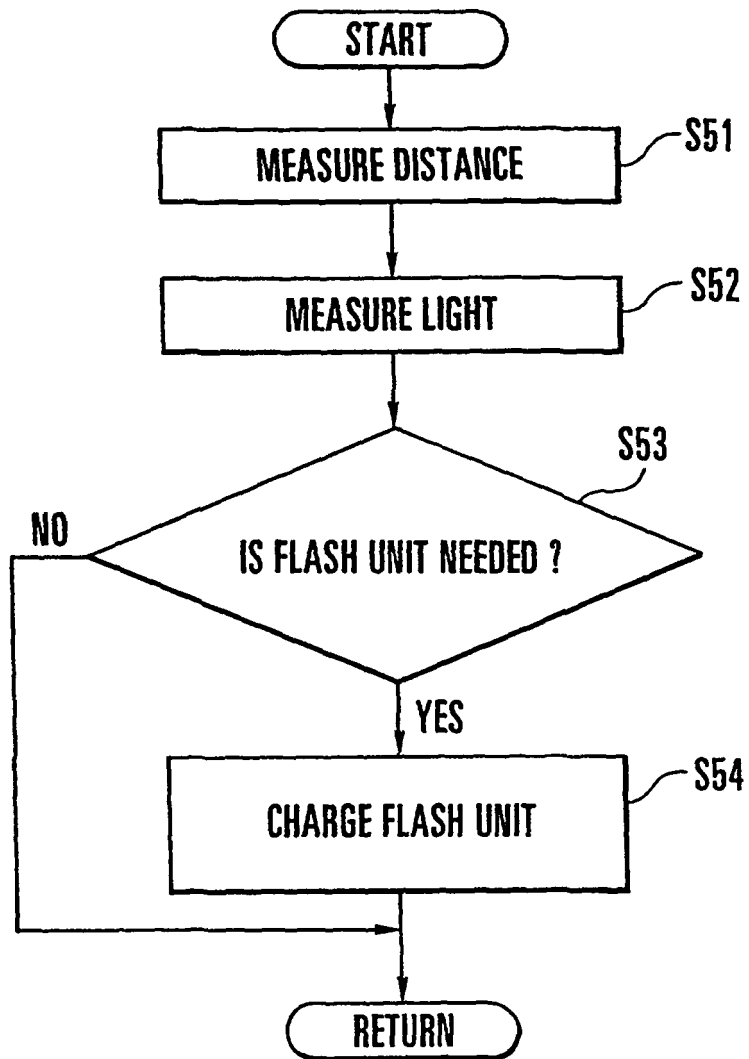 START
MEASURE DISTANCE
S51
MEASURE LIGHT
S52
S53
NO
IS FLASH UNIT NEEDED ?
YES
CHARGE FLASH UNIT
S54
RETURN